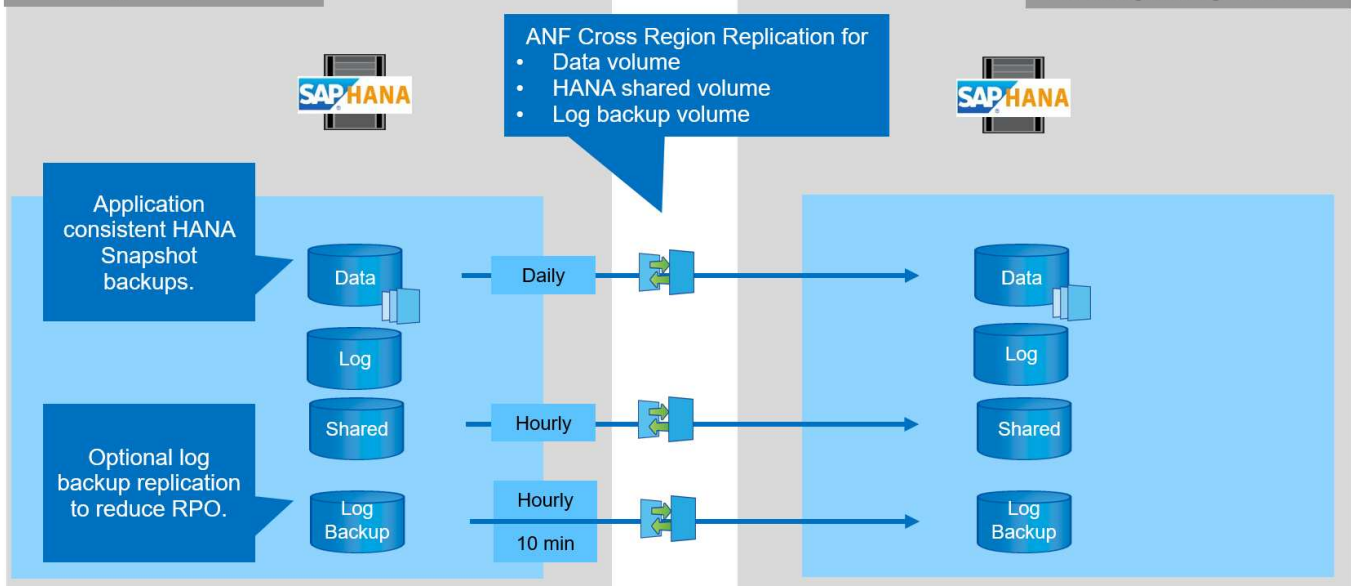 ANF Cross Region Replication for
• Data volume
• HANA shared volume
• Log backup volume
SAP HANA
SAP HANA
Application
consistent HANA
Snapshot
backups.
Data
Daily
Data
Log
Log
Shared
Hourly
Shared
Optional log
backup replication
to reduce RPO.
Log
Backup
Hourly
10 min
Log
Backup